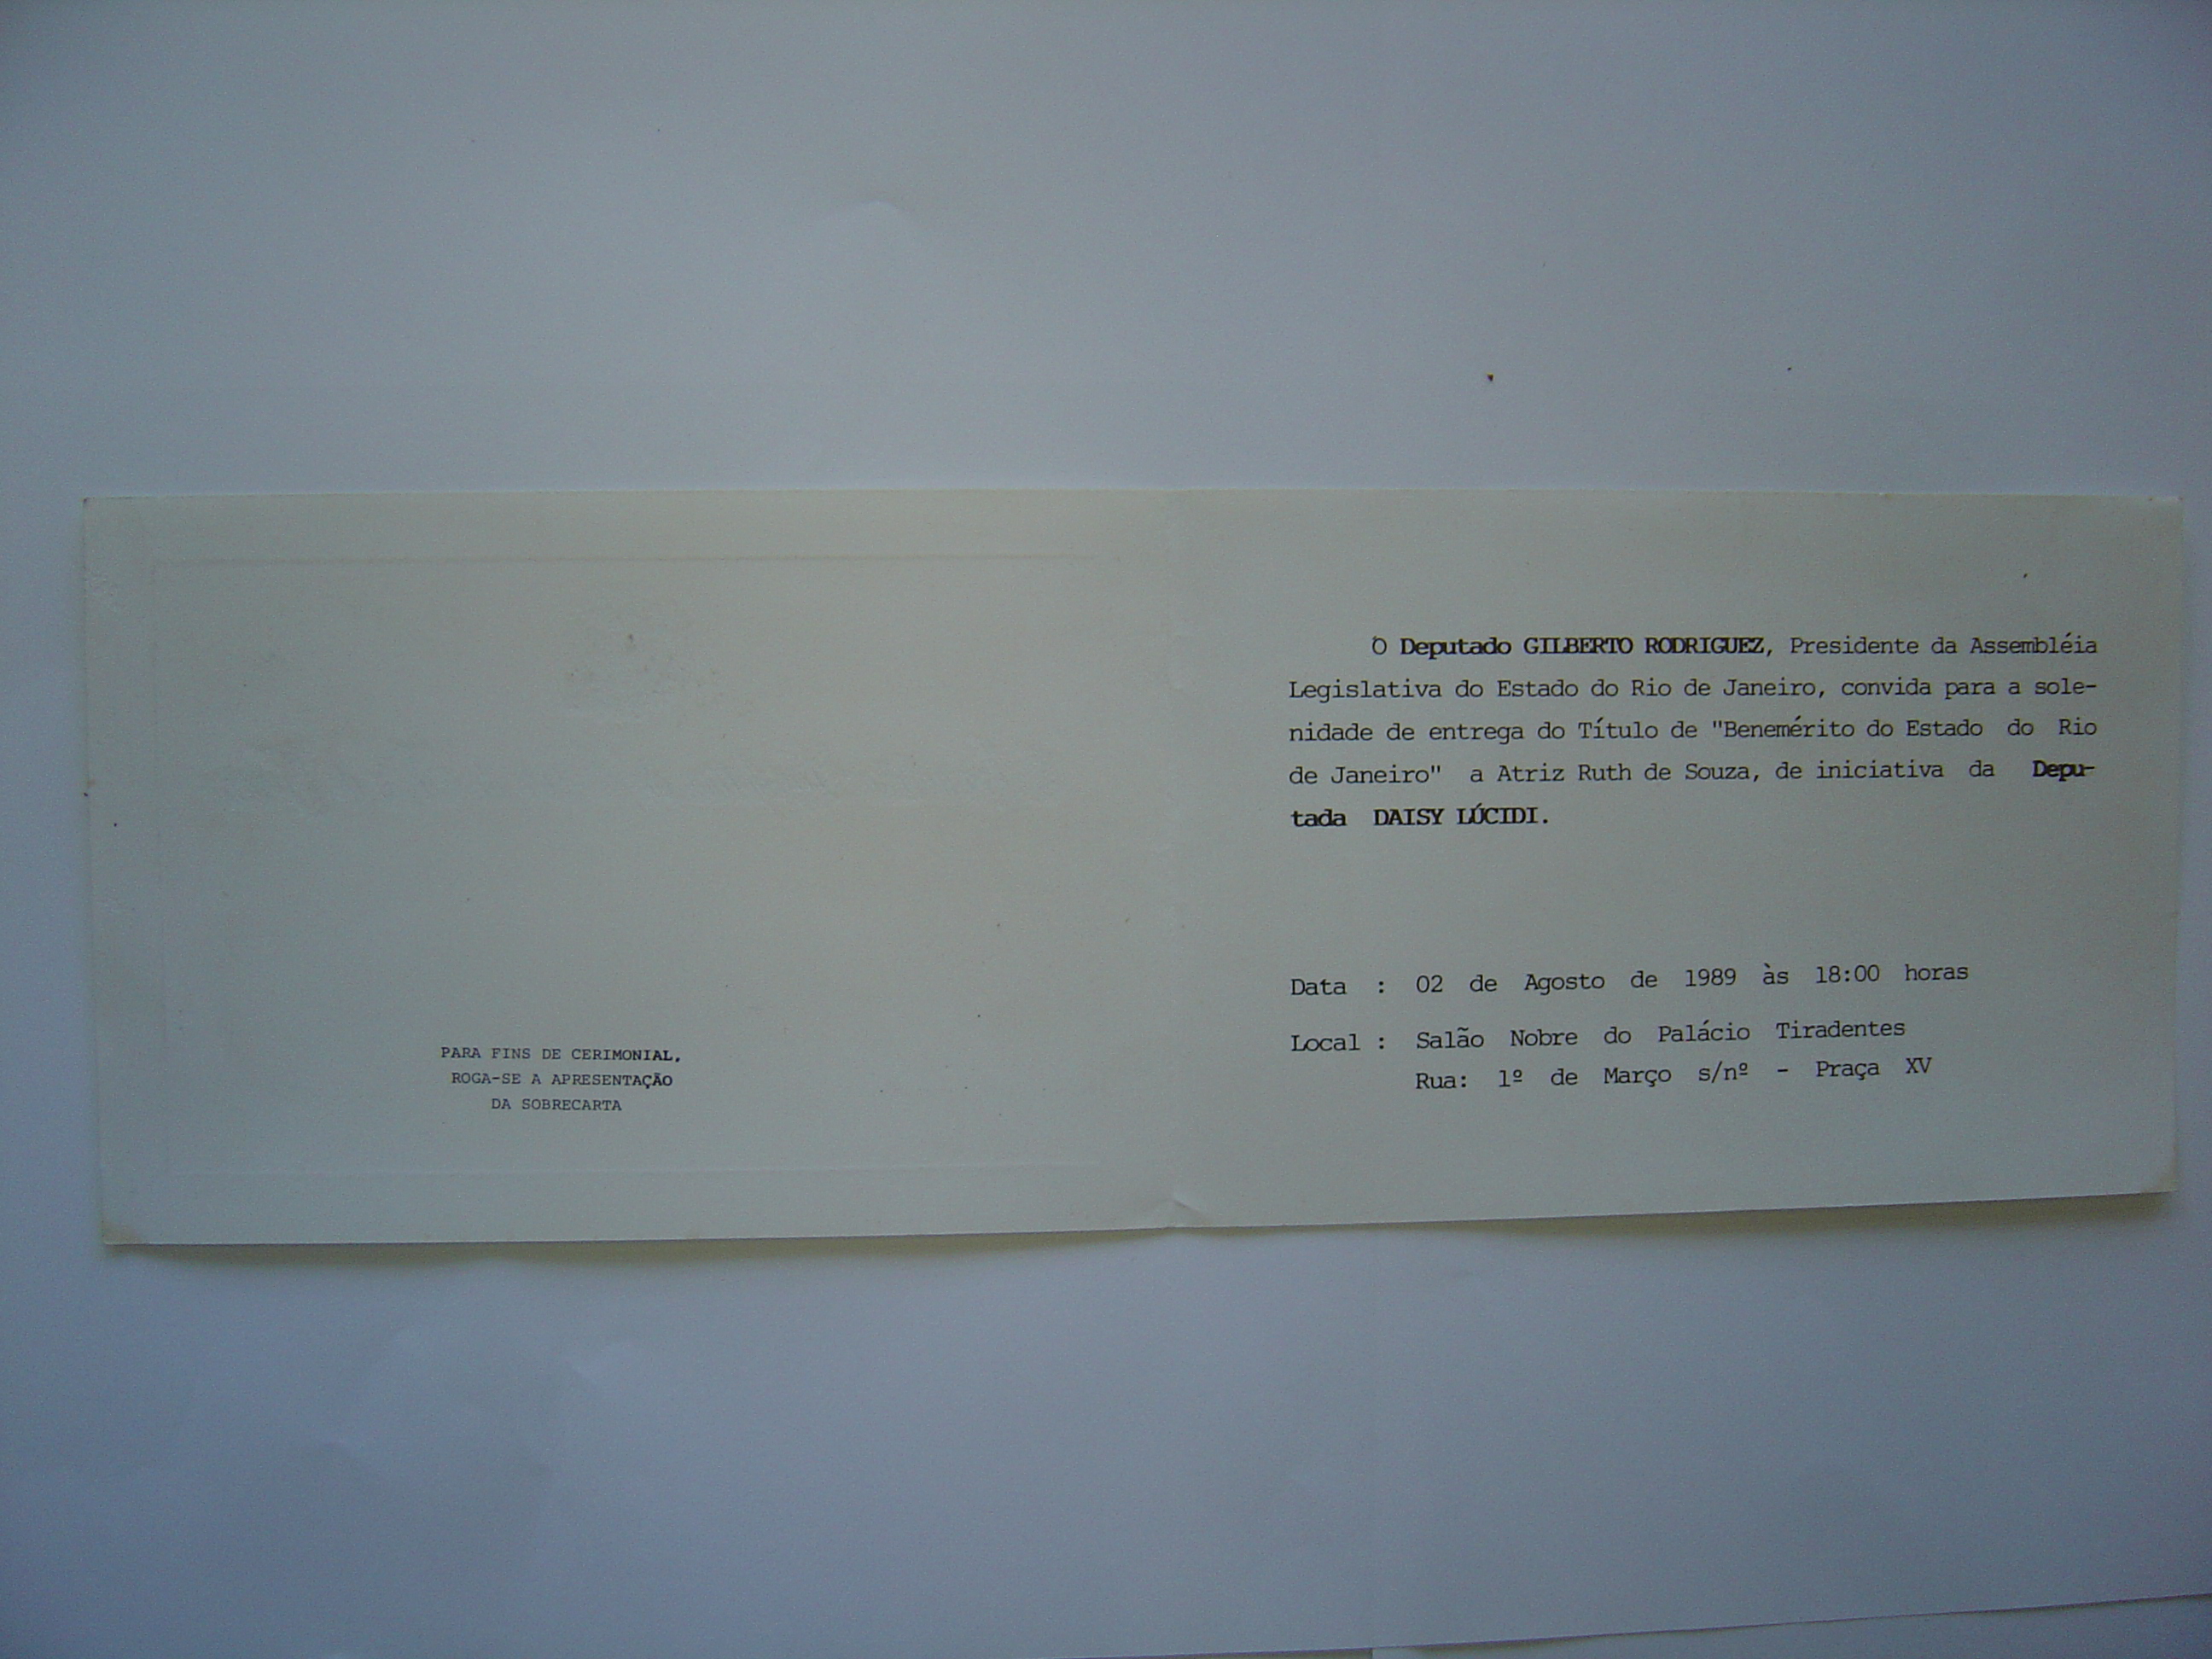 PARA FINS DE CERIMONIAL,
ROGA-SE A APRESENTAÇÃO
DA SOBRECARTA
O Deputado GILBERTO RODRIGUEZ, Presidente da Assembléia
Legislativa do Estado do Rio de Janeiro, convida para a sole-
nidade de entrega do Título de "Benemérito do Estado do Rio
de Janeiro" a Atriz Ruth de Souza, de iniciativa da Depu-
tada DAISY LÚCIDI.
Data : 02 de Agosto de 1989 às 18:00 horas
Local : Salão Nobre do Palácio Tiradentes
Rua: 1º de Março s/nº - Praça XV